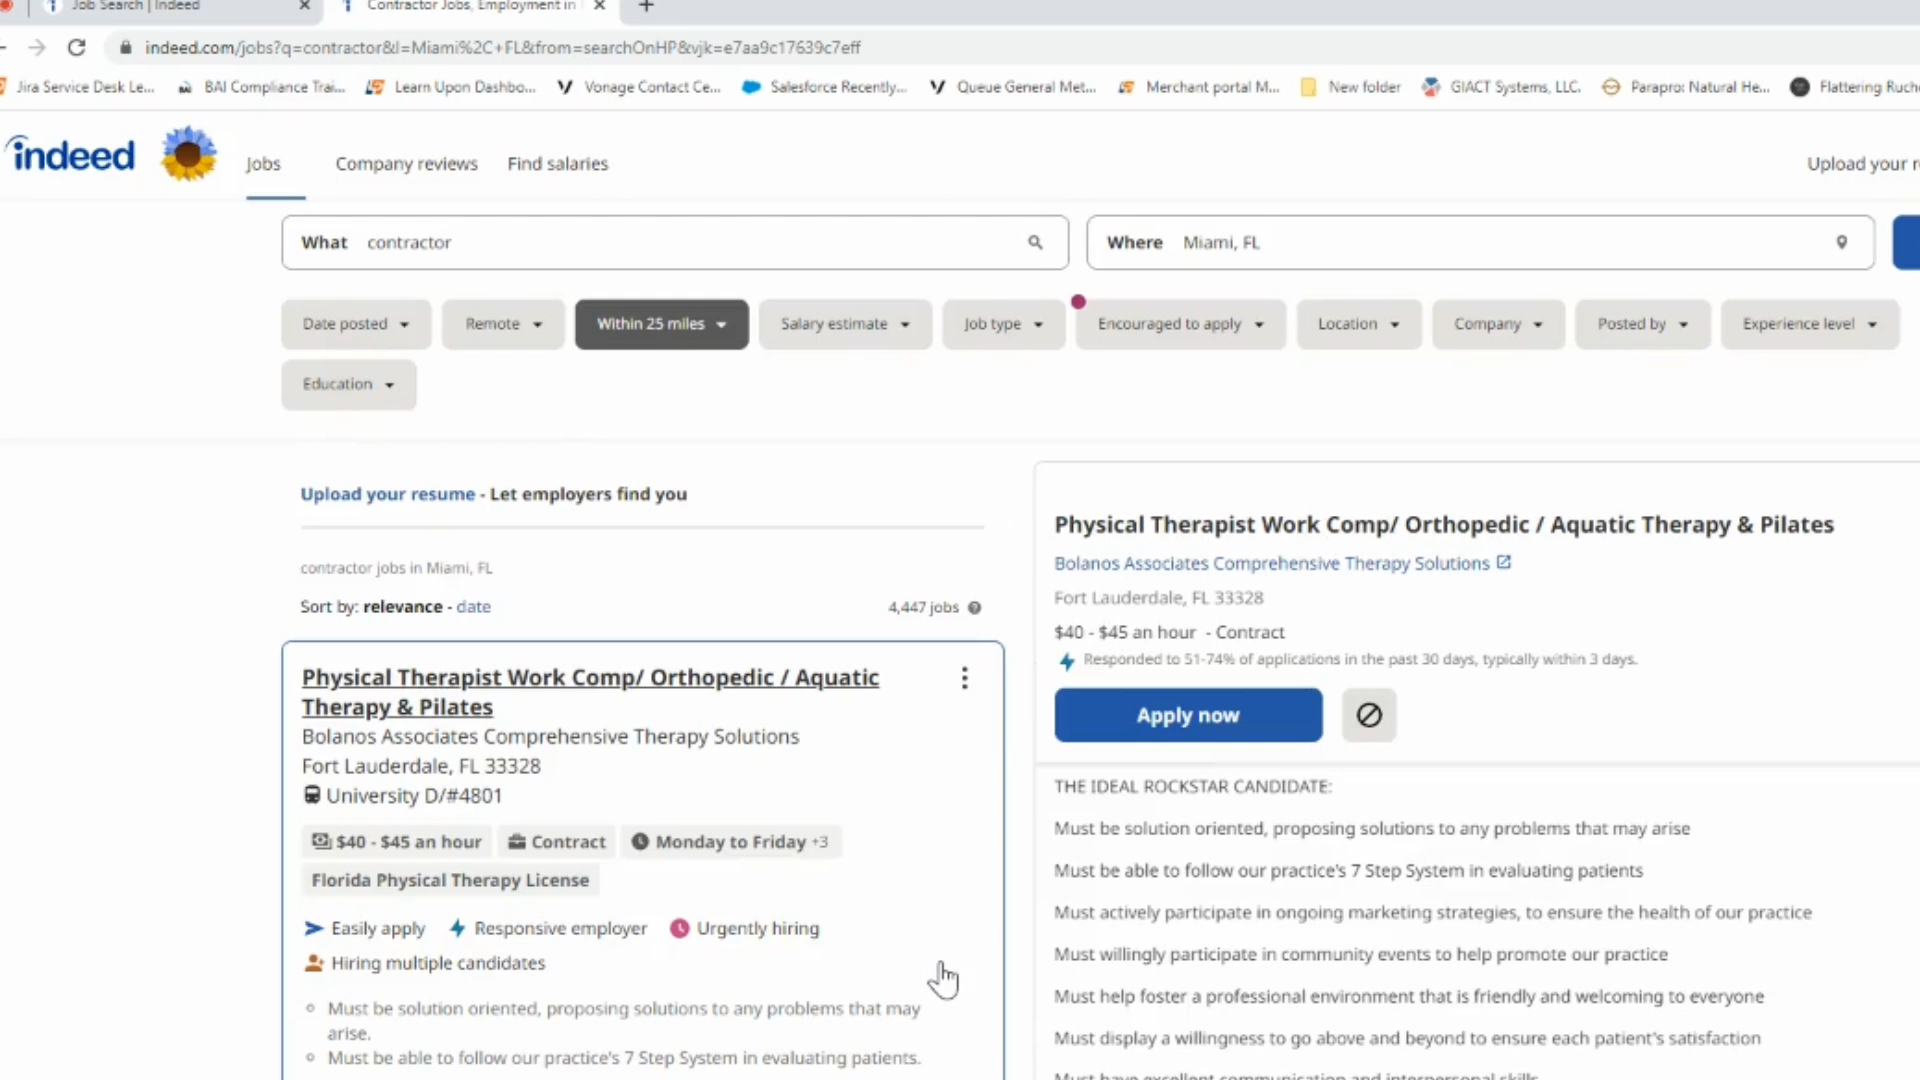 Job Search | Indeed
Contractor Jobs, Employment in
indeed.com/jobs?q=contractor&l=Miami%2C+FL&from=searchOnHP&vjk=e7aa9c17639c7eff
Jira Service Desk Le... BAI Compliance Trai... Learn Upon Dashbo... Vonage Contact Ce... Salesforce Recently... Queue General Met... Merchant portal M... New folder GIACT Systems, LLC. Parapro: Natural He... Flattering Ruch
indeed Jobs Company reviews Find salaries Upload your r
What contractor Where Miami, FL
Date posted Remote Within 25 miles Salary estimate Job type Encouraged to apply Location Company Posted by Experience level
Education
Upload your resume - Let employers find you
contractor jobs in Miami, FL
Sort by: relevance - date 4,447 jobs
Physical Therapist Work Comp/ Orthopedic / Aquatic
Therapy & Pilates
Bolanos Associates Comprehensive Therapy Solutions
Fort Lauderdale, FL 33328
University D/#4801
$40 - $45 an hour Contract Monday to Friday +3
Florida Physical Therapy License
Easily apply Responsive employer Urgently hiring
Hiring multiple candidates
Must be solution oriented, proposing solutions to any problems that may
arise.
Must be able to follow our practice's 7 Step System in evaluating patients.
Physical Therapist Work Comp/ Orthopedic / Aquatic Therapy & Pilates
Bolanos Associates Comprehensive Therapy Solutions
Fort Lauderdale, FL 33328
$40 - $45 an hour - Contract
Responded to 51-74% of applications in the past 30 days, typically within 3 days.
Apply now
THE IDEAL ROCKSTAR CANDIDATE:
Must be solution oriented, proposing solutions to any problems that may arise
Must be able to follow our practice's 7 Step System in evaluating patients
Must actively participate in ongoing marketing strategies, to ensure the health of our practice
Must willingly participate in community events to help promote our practice
Must help foster a professional environment that is friendly and welcoming to everyone
Must display a willingness to go above and beyond to ensure each patient's satisfaction
Must have excellent communication and interpersonal skills